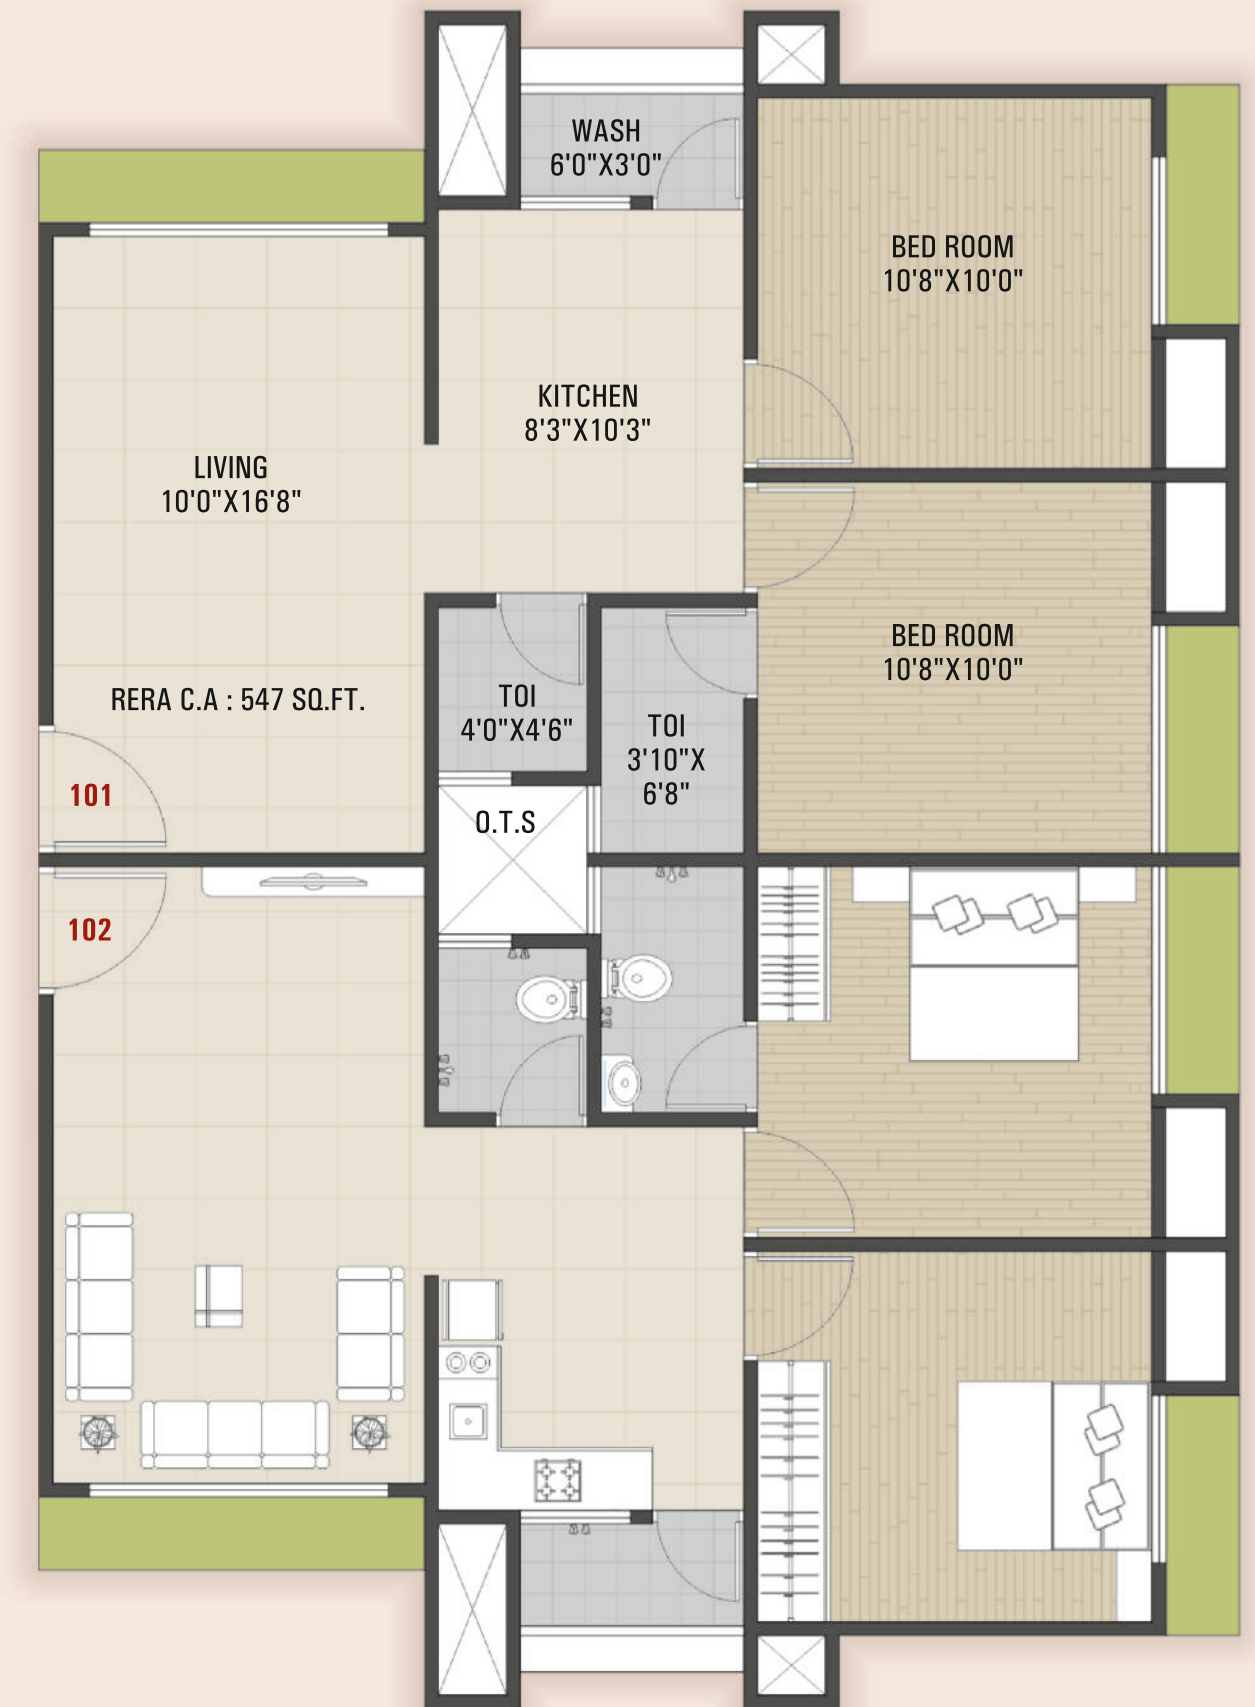 WASH
6'0"X3'0"
BED ROOM
10'8"X10'0"
KITCHEN
8'3"X10'3"
LIVING
10'0"X16'8"
BED ROOM
10'8"X10'0"
RERA C.A : 547 SQ.FT.
TOI
4'0"X4'6"
TOI
3'10"X
6'8"
101
O.T.S
102